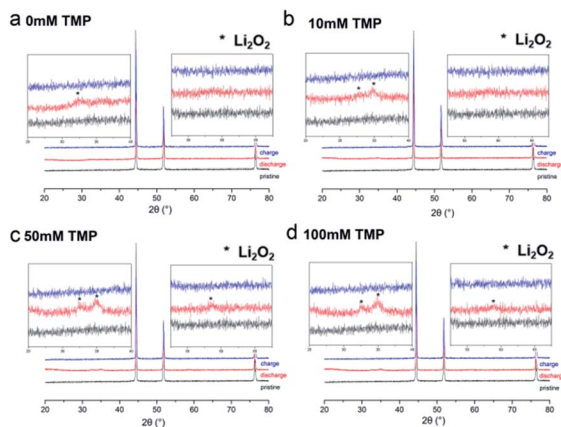 a 0mM TMP
* Li₂O₂
*
charge
discharge
pristine
20 30 40 50 60 70 80
2θ (°)
b 10mM TMP
* Li₂O₂
* *
charge
discharge
pristine
20 30 40 50 60 70 80
2θ (°)
c 50mM TMP
* Li₂O₂
* * *
charge
discharge
pristine
20 30 40 50 60 70 80
2θ (°)
d 100mM TMP
* Li₂O₂
* * *
charge
discharge
pristine
20 30 40 50 60 70 80
2θ (°)